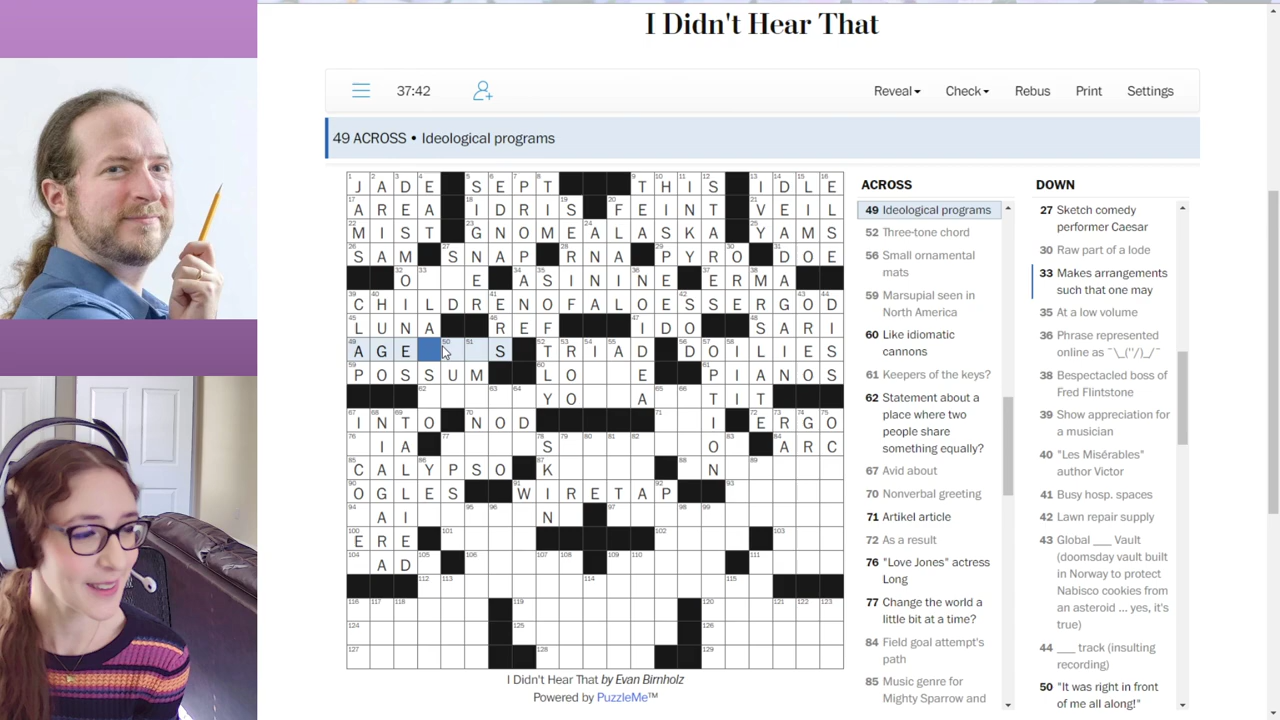 I Didn't Hear That
37:42
Reveal
Check
Rebus
Print
Settings
49 ACROSS • Ideological programs
J A D E S E P T T H I S I D L E
A R E A I D R I S F E I N T V E I L
M I S T G N O M E A L A S K A Y A M S
S A M S N A P R N A P Y R O D O E
O E A S I N I N E E R M A
C H I L D R E N O F A L O E S S E R G O D
L U N A R E F I D O S A R I
A G E S T R I A D D O I L I E S
P O S S U M L O E P I A N O S
Y O A T I T
I N T O N O D I E R G O
I A S O A R C
C A L Y P S O K N
O G L E S W I R E T A P
A I N
E R E
A D
I Didn't Hear That by Evan Birnholz
Powered by PuzzleMe™
ACROSS
49 Ideological programs
52 Three-tone chord
56 Small ornamental
mats
59 Marsupial seen in
North America
60 Like idiomatic
cannons
61 Keepers of the keys?
62 Statement about a
place where two
people share
something equally?
67 Avid about
70 Nonverbal greeting
71 Artikel article
72 As a result
76 "Love Jones" actress
Long
77 Change the world a
little bit at a time?
84 Field goal attempt's
path
85 Music genre for
Mighty Sparrow and
DOWN
27 Sketch comedy
performer Caesar
30 Raw part of a lode
33 Makes arrangements
such that one may
35 At a low volume
36 Phrase represented
online as ¯\_("/)_/¯
38 Bespectacled boss of
Fred Flintstone
39 Show appreciation for
a musician
40 "Les Misérables"
author Victor
41 Busy hosp. spaces
42 Lawn repair supply
43 Global ___ Vault
(doomsday vault built
in Norway to protect
Nabisco cookies from
an asteroid ... yes, it's
true)
44 ___ track (insulting
recording)
50 "It was right in front
of me all along!"